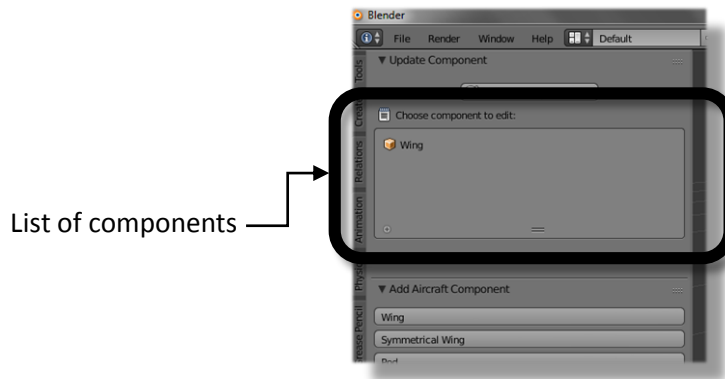 Blender
File Render Window Help Default
Tools
Create
Relations
Animation
Grease Pencil
▼ Update Component
Choose component to edit:
Wing
▼ Add Aircraft Component
Wing
Symmetrical Wing
Pod
List of components